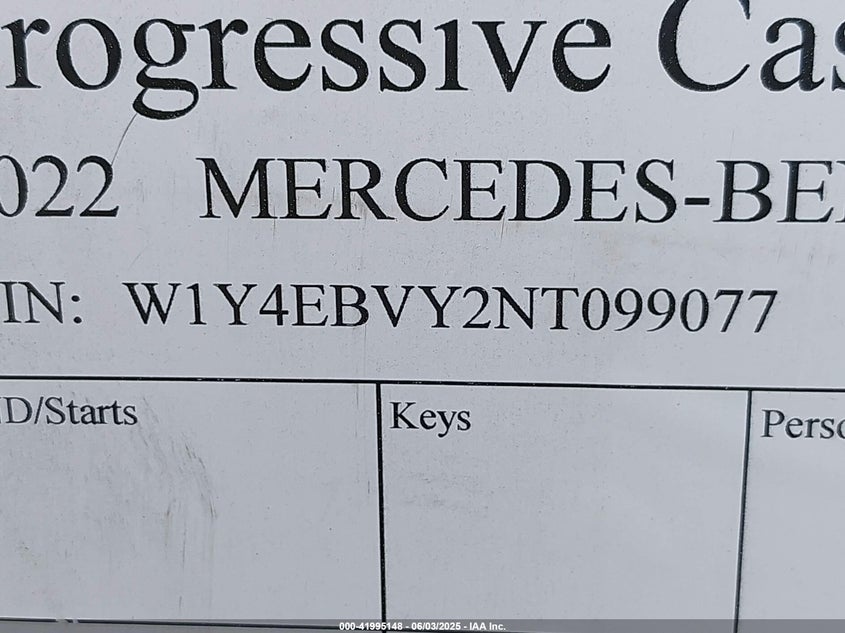 rogressive Cas
022 MERCEDES-BE
IN: W1Y4EBVY2NT099077
D/Starts
Keys
Perso
000-41995148 - 06/03/2025 - IAA Inc.